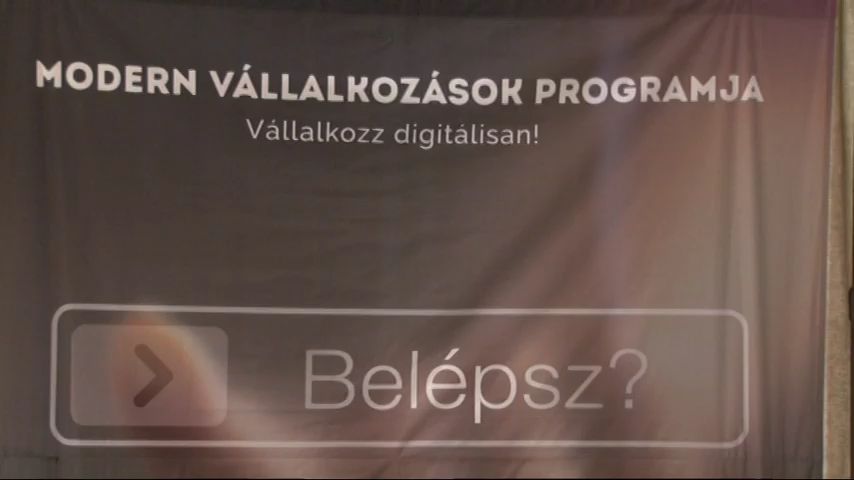 MODERN VÁLLALKOZÁSOK PROGRAMJA
Vállalkozz digitálisan!
Belépsz?